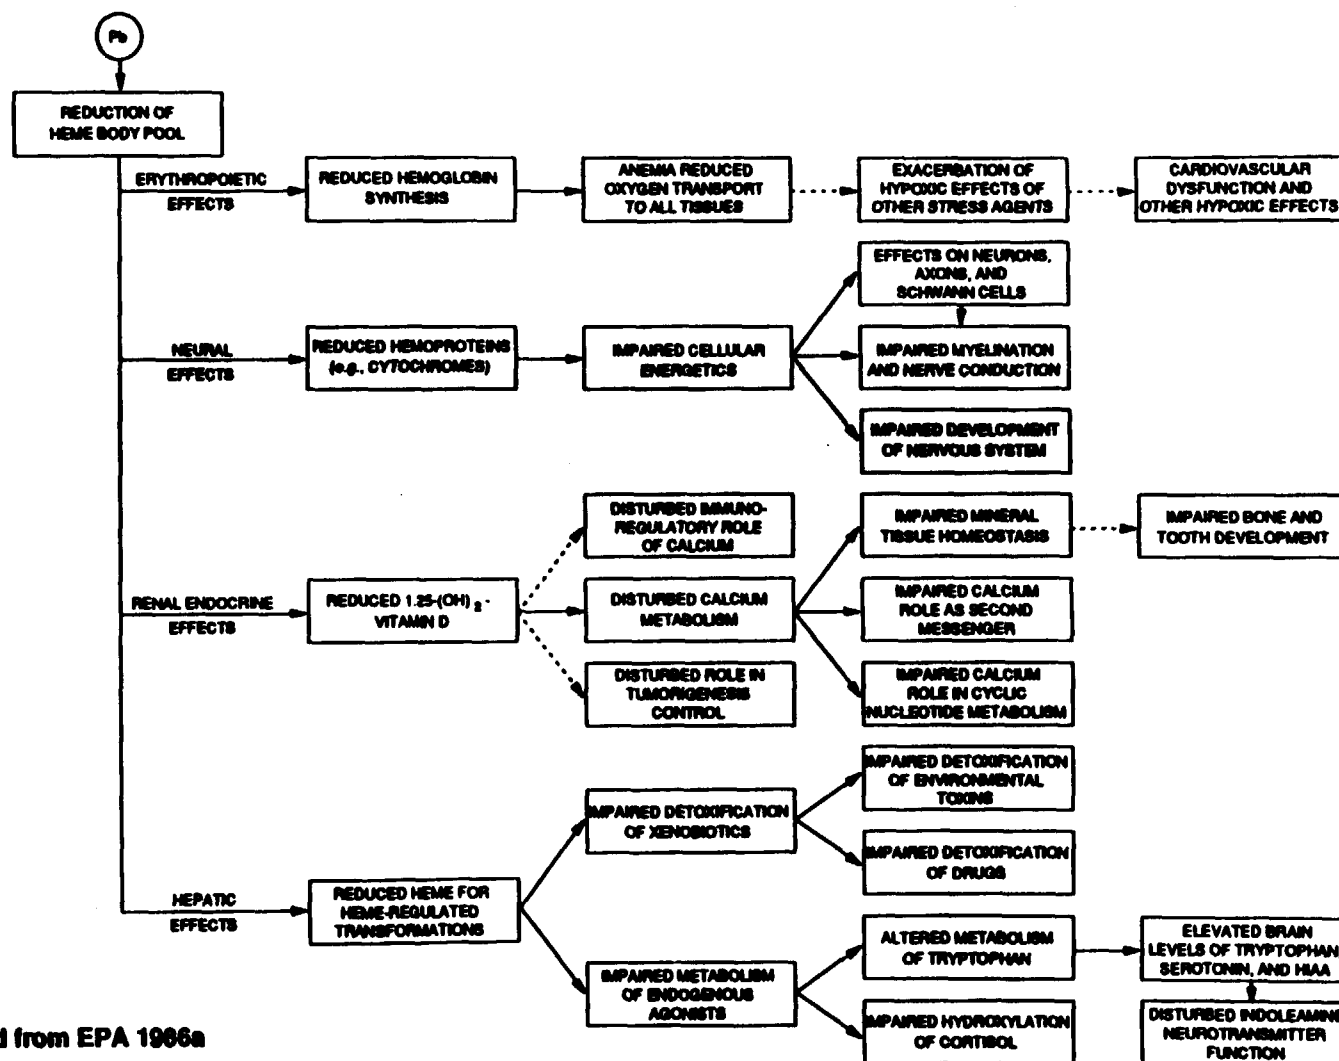 Pb
REDUCTION OF
HEME BODY POOL
ERYTHROPOIETIC
EFFECTS
REDUCED HEMOGLOBIN
SYNTHESIS
ANEMIA REDUCED
OXYGEN TRANSPORT
TO ALL TISSUES
EXACERBATION OF
HYPOXIC EFFECTS OF
OTHER STRESS AGENTS
CARDIOVASCULAR
DYSFUNCTION AND
OTHER HYPOXIC EFFECTS
NEURAL
EFFECTS
REDUCED HEMOPROTEINS
(e.g., CYTOCHROMES)
IMPAIRED CELLULAR
ENERGETICS
EFFECTS ON NEURONS,
AXONS, AND
SCHWANN CELLS
IMPAIRED MYELINATION
AND NERVE CONDUCTION
IMPAIRED DEVELOPMENT
OF NERVOUS SYSTEM
RENAL ENDOCRINE
EFFECTS
REDUCED 1.25-(OH) 2 -
VITAMIN D
DISTURBED IMMUNO-
REGULATORY ROLE
OF CALCIUM
DISTURBED CALCIUM
METABOLISM
DISTURBED ROLE IN
TUMORIGENESIS
CONTROL
IMPAIRED MINERAL
TISSUE HOMEOSTASIS
IMPAIRED BONE AND
TOOTH DEVELOPMENT
IMPAIRED CALCIUM
ROLE AS SECOND
MESSENGER
IMPAIRED CALCIUM
ROLE IN CYCLIC
NUCLEOTIDE METABOLISM
HEPATIC
EFFECTS
REDUCED HEME FOR
HEME-REGULATED
TRANSFORMATIONS
IMPAIRED DETOXIFICATION
OF XENOBIOTICS
IMPAIRED DETOXIFICATION
OF ENVIRONMENTAL
TOXINS
IMPAIRED DETOXIFICATION
OF DRUGS
IMPAIRED METABOLISM
OF ENDOGENOUS
AGONISTS
ALTERED METABOLISM
OF TRYPTOPHAN
ELEVATED BRAIN
LEVELS OF TRYPTOPHAN
SEROTONIN, AND HIAA
IMPAIRED HYDROXYLATION
OF CORTISOL
DISTURBED INDOLEAMINE
NEUROTRANSMITTER
FUNCTION
d from EPA 1986a